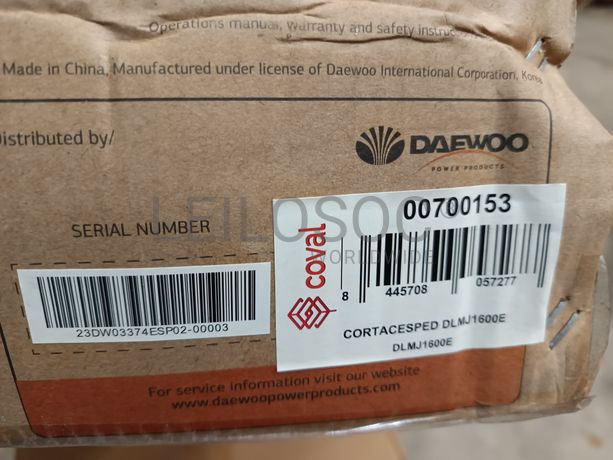 Operations manual, warranty and safety instruc
Made in China, Manufactured under license of Daewoo International Corporation, Korea
Distributed by/
DAEWOO
POWER PRODUCTS
SERIAL NUMBER
23DW03374ESP02-00003
coval
00700153
8 445708 057277
CORTACESPED DLMJ1600E
DLMJ1600E
LEILOSOC
WORLDWIDE
For service information visit our website
www.daewoopowerproducts.com